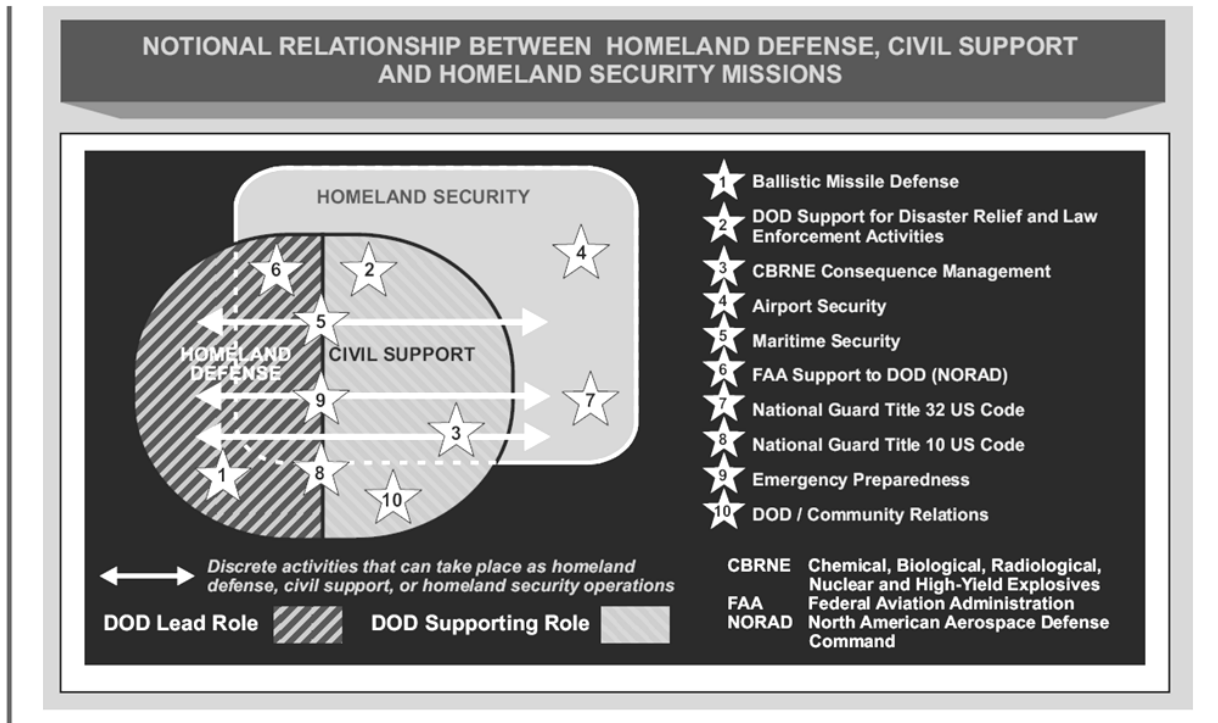 NOTIONAL RELATIONSHIP BETWEEN HOMELAND DEFENSE, CIVIL SUPPORT
AND HOMELAND SECURITY MISSIONS
HOMELAND SECURITY
6
2
4
5
HOMELAND
DEFENSE
CIVIL SUPPORT
9
7
3
1
8
10
1 Ballistic Missile Defense
2 DOD Support for Disaster Relief and Law
Enforcement Activities
3 CBRNE Consequence Management
4 Airport Security
5 Maritime Security
6 FAA Support to DOD (NORAD)
7 National Guard Title 32 US Code
8 National Guard Title 10 US Code
9 Emergency Preparedness
10 DOD / Community Relations
Discrete activities that can take place as homeland
defense, civil support, or homeland security operations
DOD Lead Role
DOD Supporting Role
CBRNE Chemical, Biological, Radiological,
Nuclear and High-Yield Explosives
FAA Federal Aviation Administration
NORAD North American Aerospace Defense
Command